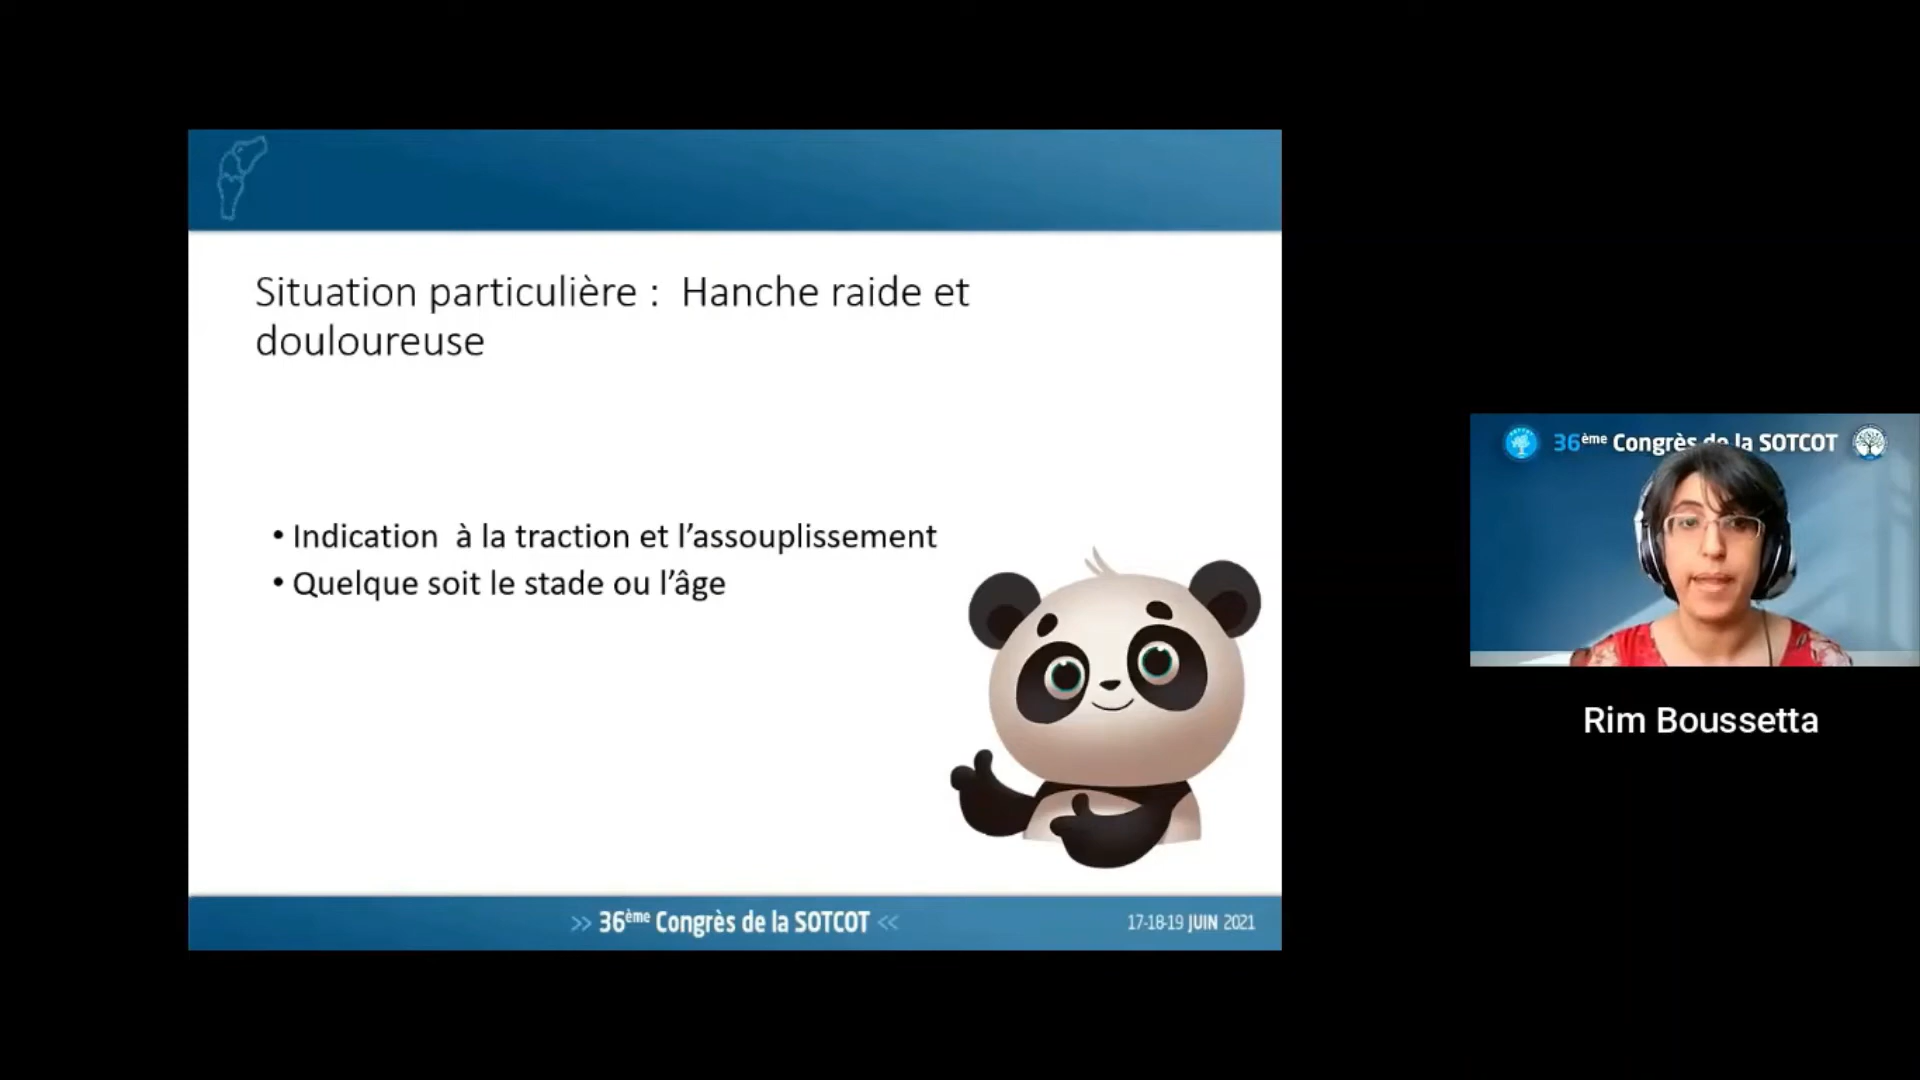 Situation particulière : Hanche raide et
douloureuse
• Indication à la traction et l'assouplissement
• Quelque soit le stade ou l'âge
>> 36ème Congrès de la SOTCOT <<
17-18-19 JUIN 2021
36ème Congrès de la SOTCOT
Rim Boussetta